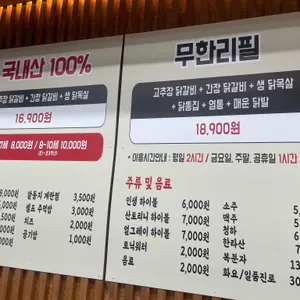 국내산 100%
고추장 닭갈비 + 간장 닭갈비 + 생 닭목살
16,900원
8,000원 / 8~10세 10,000원
3,500원
셀프 주먹밥 3,000원
치즈 2,000원
공기밥 1,000원
무한리필
고추장 닭갈비 + 간장 닭갈비 + 생 닭목살
+ 닭똥집 + 염통 + 매운 닭발
18,900원
* 이용시간안내 : 평일 2시간 / 금요일, 주말, 공휴일 1시간
주류 및 음료
인생 하이볼 6,000원
산토리니 하이볼 7,000원
얼그레이 하이볼 7,000원
토닉워터 2,000원
음료 2,000원
소주
맥주
청하
한라산
복분자
화요/일품진로